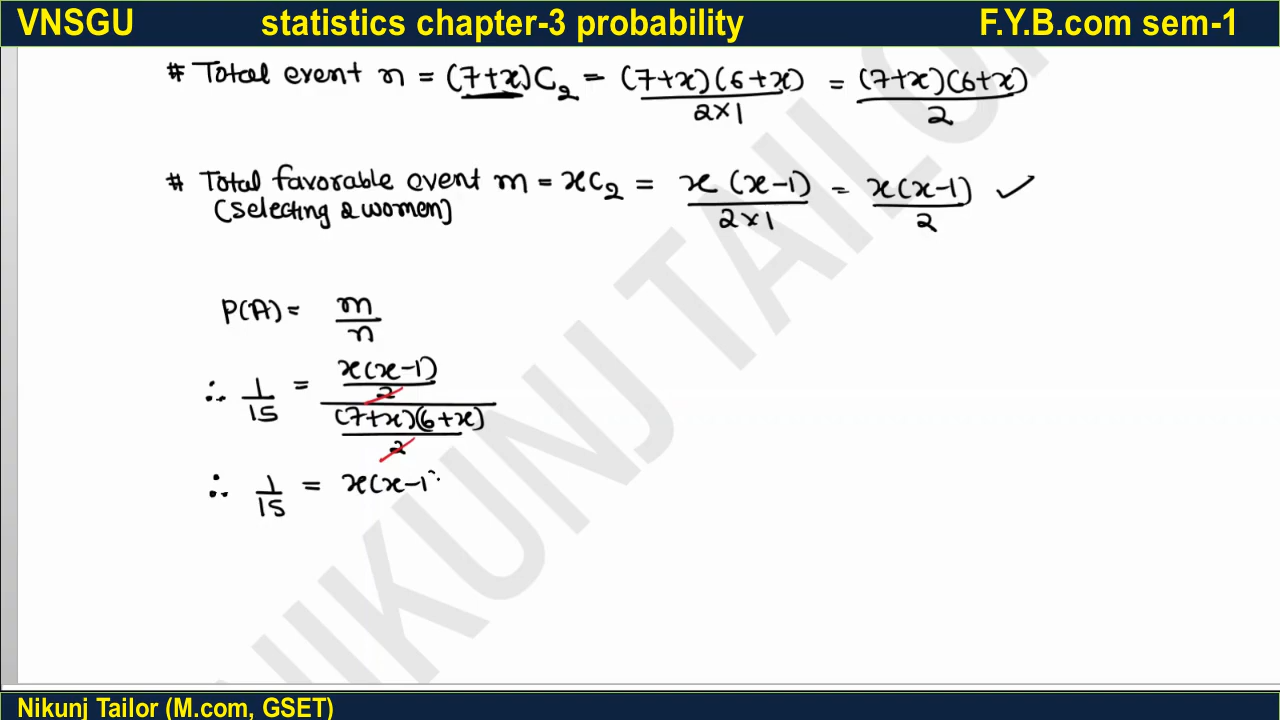 VNSGU statistics chapter-3 probability F.Y.B.com sem-1
# Total event n = (7+x)C₂ = (7+x)(6+x) / 2×1 = (7+x)(6+x) / 2
# Total favorable event m = xC₂ = x(x-1) / 2×1 = x(x-1) / 2 ✓
(Selecting 2 women)
P(A) = m / n
∴ 1/15 = x(x-1)/2 / (7+x)(6+x)/2
∴ 1/15 = x(x-1)
NIKUNJ TAILOR
Nikunj Tailor (M.com, GSET)